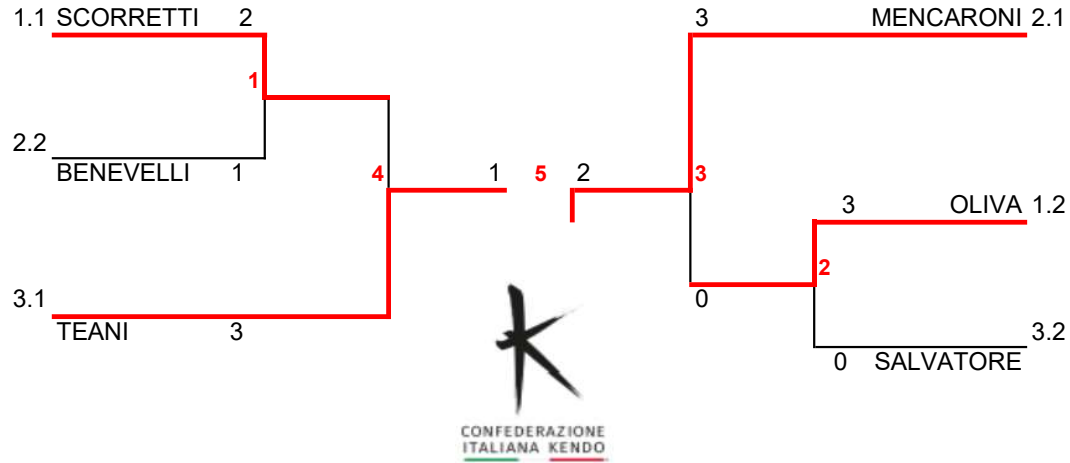 1.1 SCORRETTI 2
3 MENCARONI 2.1
1
2.2
BENEVELLI 1
4 1 5 2 3
3 OLIVA 1.2
2
3.1
0
TEANI 3
3.2
0 SALVATORE
CONFEDERAZIONE
ITALIANA KENDO